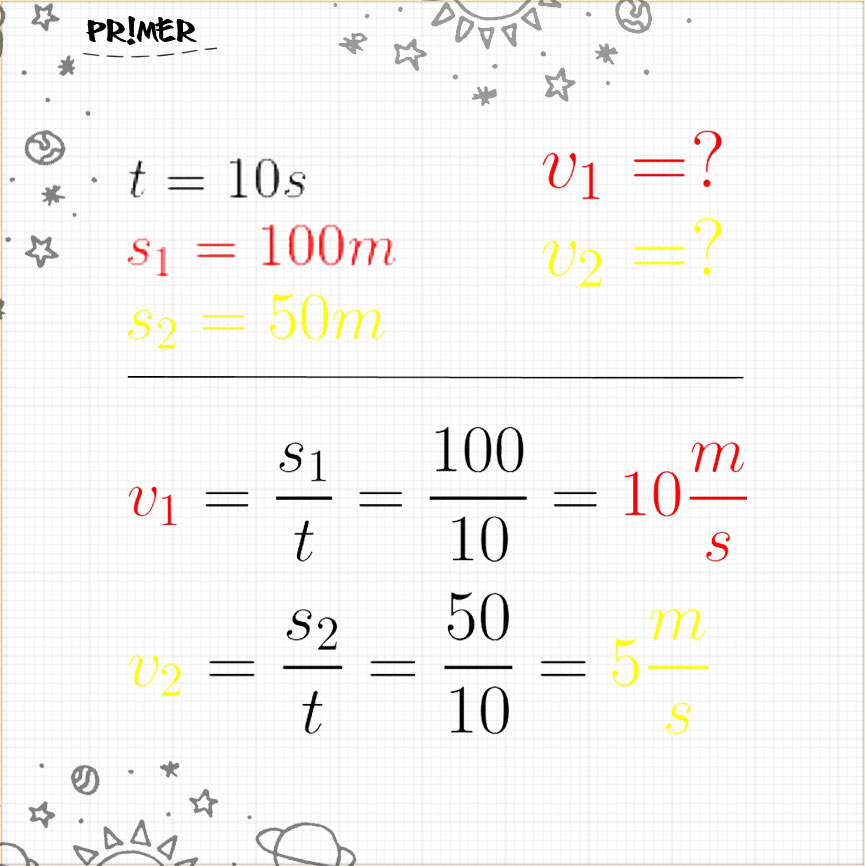 PR!MER
t = 10s
s₁ = 100m
s₂ = 50m
v₁ =?
v₂ =?
v₁ = s₁/t = 100/10 = 10 m/s
v₂ = s₂/t = 50/10 = 5 m/s